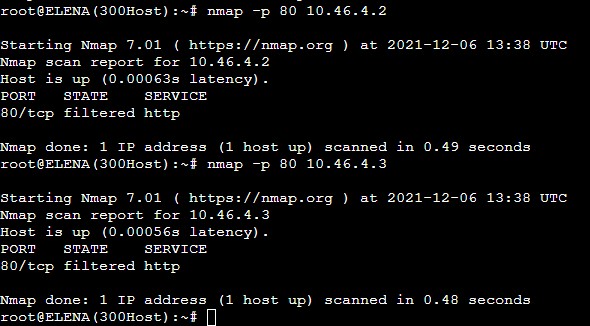 root@ELENA(300Host):~# nmap -p 80 10.46.4.2
Starting Nmap 7.01 ( https://nmap.org ) at 2021-12-06 13:38 UTC
Nmap scan report for 10.46.4.2
Host is up (0.00063s latency).
PORT   STATE    SERVICE
80/tcp filtered http
Nmap done: 1 IP address (1 host up) scanned in 0.49 seconds
root@ELENA(300Host):~# nmap -p 80 10.46.4.3
Starting Nmap 7.01 ( https://nmap.org ) at 2021-12-06 13:38 UTC
Nmap scan report for 10.46.4.3
Host is up (0.00056s latency).
PORT   STATE    SERVICE
80/tcp filtered http
Nmap done: 1 IP address (1 host up) scanned in 0.48 seconds
root@ELENA(300Host):~#